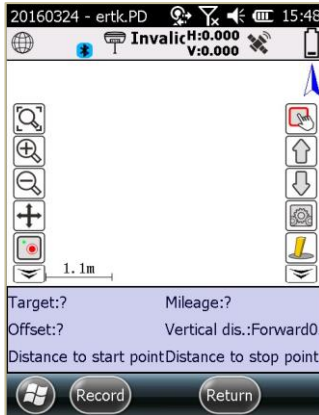 20160324 - ertk.PD 15:48
Invalic H:0.000
V:0.000
1.1m
Target:? Mileage:?
Offset:? Vertical dis.:Forward0
Distance to start point Distance to stop point
Record Return